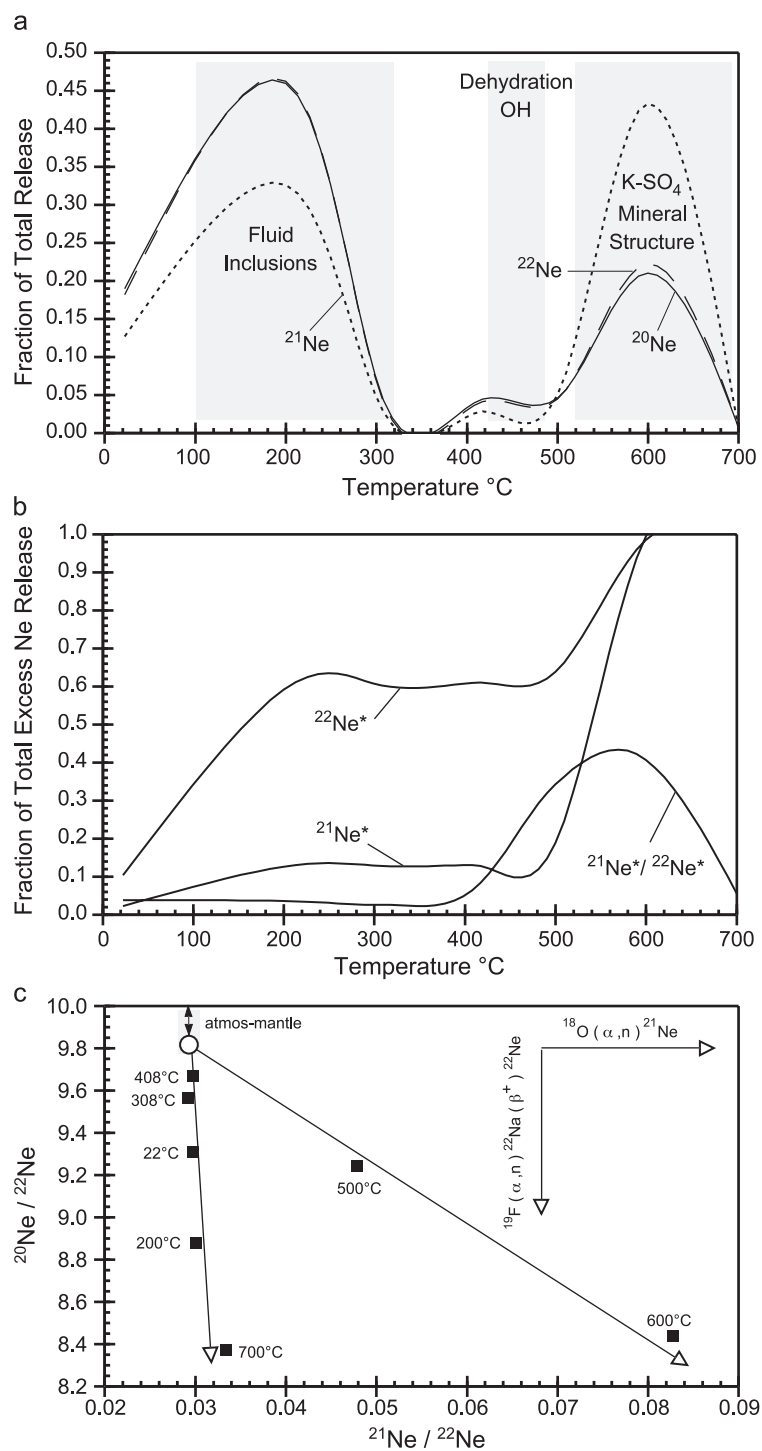 a
0.50
0.45
0.40
0.35
0.30
0.25
0.20
0.15
0.10
0.05
0.00
Fraction of Total Release
Dehydration
OH
Fluid
Inclusions
²¹Ne
K-SO₄
Mineral
Structure
²²Ne
²⁰Ne
0 100 200 300 400 500 600 700
Temperature °C
b
1.0
0.9
0.8
0.7
0.6
0.5
0.4
0.3
0.2
0.1
0.0
Fraction of Total Excess Ne Release
²²Ne*
²¹Ne*
²¹Ne*/ ²²Ne*
0 100 200 300 400 500 600 700
Temperature °C
c
10.0
9.8
9.6
9.4
9.2
9.0
8.8
8.6
8.4
8.2
²⁰Ne / ²²Ne
atmos-mantle
¹⁸O (α,n) ²¹Ne
¹⁹F (α,n) ²²Na (β⁺) ²²Ne
408°C
308°C
22°C
500°C
200°C
600°C
700°C
0.02 0.03 0.04 0.05 0.06 0.07 0.08 0.09
²¹Ne / ²²Ne